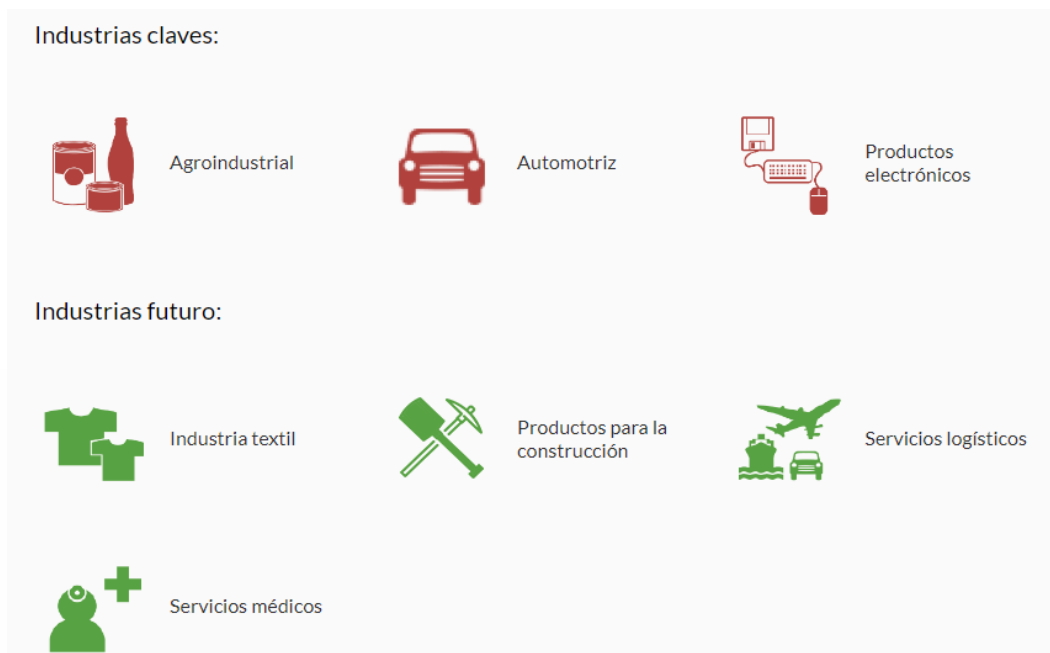 Industrias claves:
Agroindustrial
Automotriz
Productos
electrónicos
Industrias futuro:
Industria textil
Productos para la
construcción
Servicios logísticos
Servicios médicos